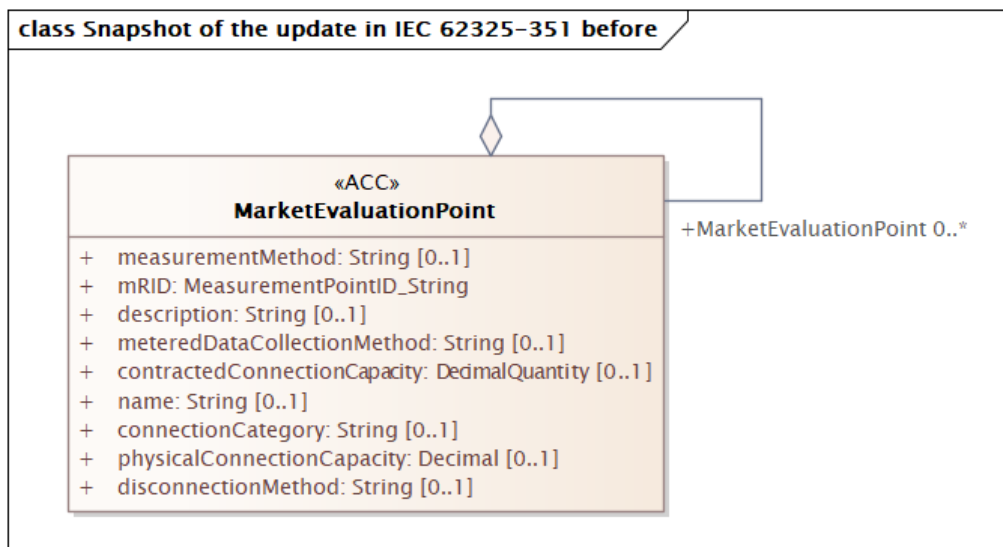 class Snapshot of the update in IEC 62325-351 before
«ACC»
MarketEvaluationPoint
+MarketEvaluationPoint 0..*
+ measurementMethod: String [0..1]
+ mRID: MeasurementPointID_String
+ description: String [0..1]
+ meteredDataCollectionMethod: String [0..1]
+ contractedConnectionCapacity: DecimalQuantity [0..1]
+ name: String [0..1]
+ connectionCategory: String [0..1]
+ physicalConnectionCapacity: Decimal [0..1]
+ disconnectionMethod: String [0..1]